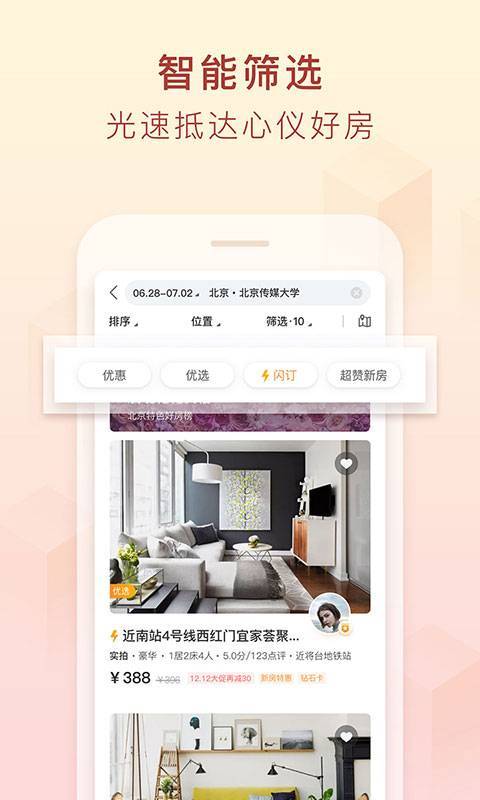 智能筛选
光速抵达心仪好房
06.28-07.02 北京·北京传媒大学
排序 位置 筛选·10
优惠 优选 闪订 超赞新房
北京特色好房榜
优选
近南站4号线西红门宜家荟聚...
实拍·豪华·1居2床4人·5.0分/123点评·近将台地铁站
¥388 ¥396 12.12大促再减30 新房特惠 钻石卡